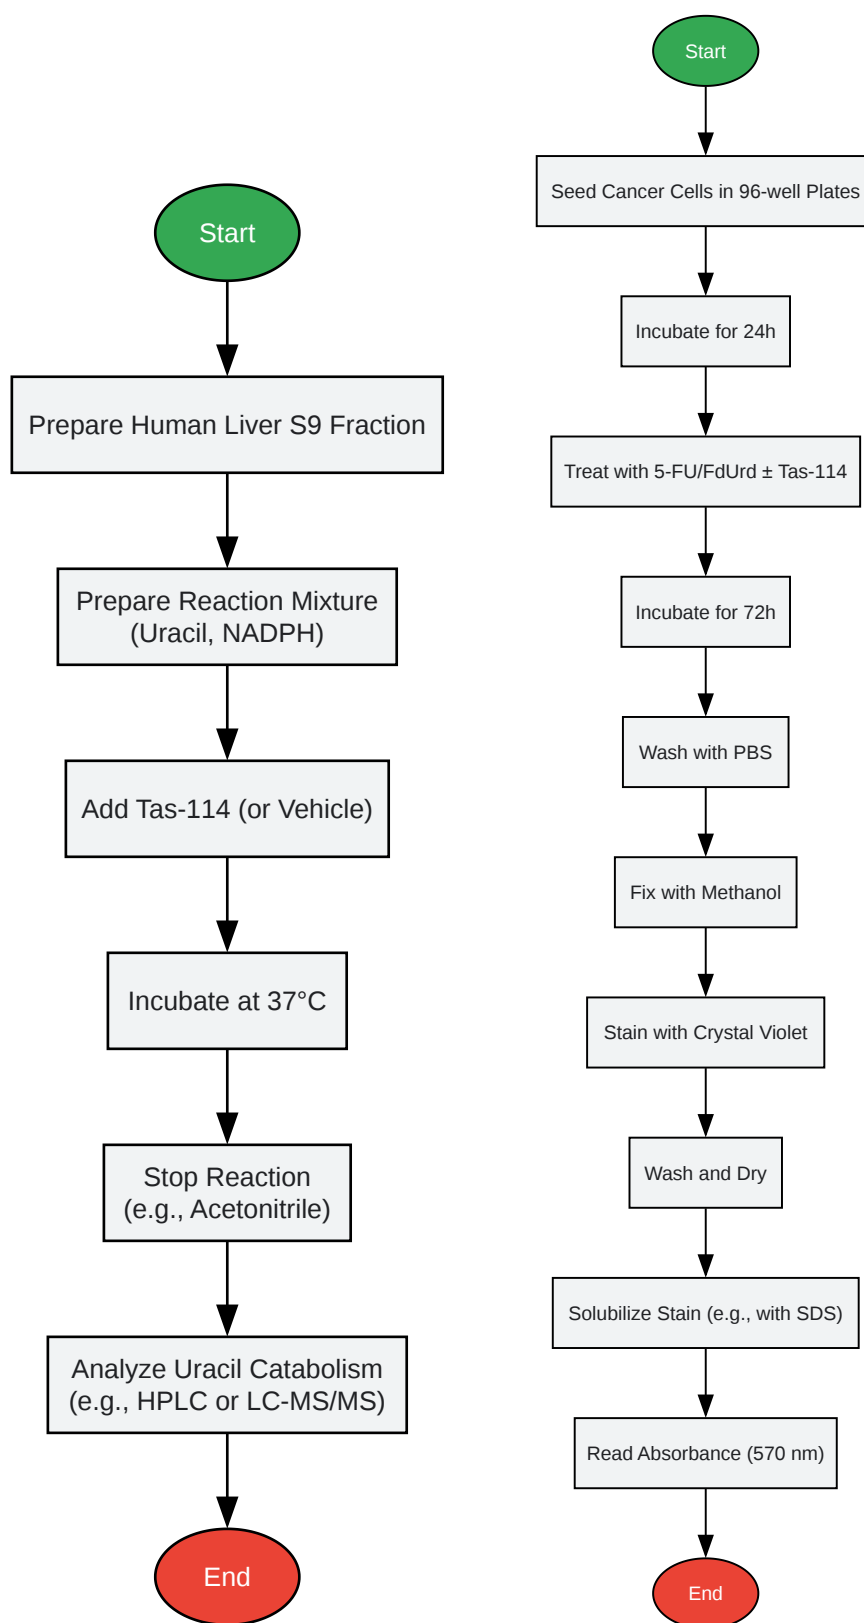 Start
Prepare Human Liver S9 Fraction
Prepare Reaction Mixture
(Uracil, NADPH)
Add Tas-114 (or Vehicle)
Incubate at 37°C
Stop Reaction
(e.g., Acetonitrile)
Analyze Uracil Catabolism
(e.g., HPLC or LC-MS/MS)
End
Start
Seed Cancer Cells in 96-well Plates
Incubate for 24h
Treat with 5-FU/FdUrd ± Tas-114
Incubate for 72h
Wash with PBS
Fix with Methanol
Stain with Crystal Violet
Wash and Dry
Solubilize Stain (e.g., with SDS)
Read Absorbance (570 nm)
End